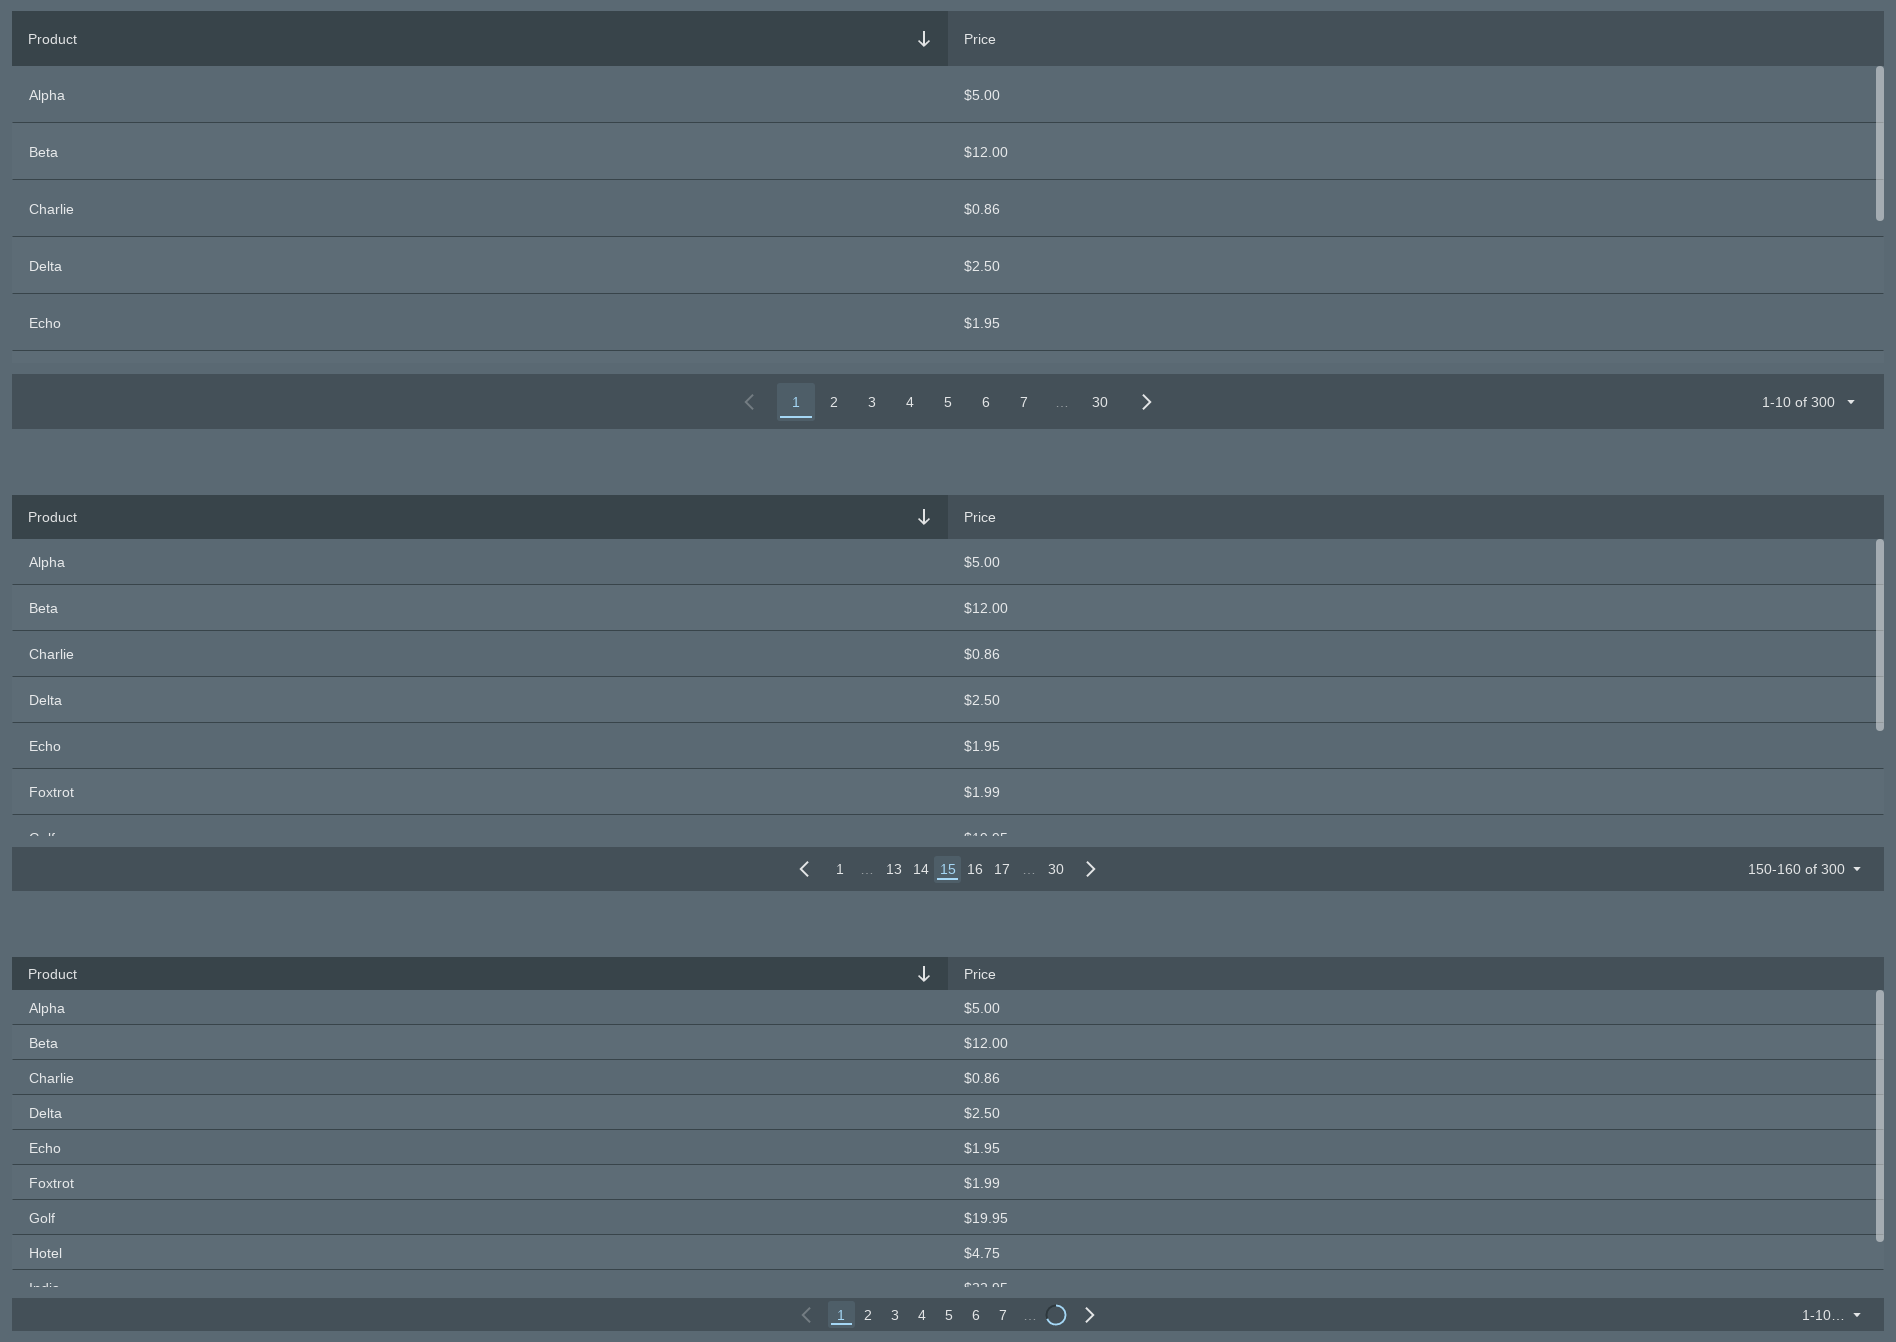 Product Price
Alpha $5.00
Beta $12.00
Charlie $0.86
Delta $2.50
Echo $1.95
1 2 3 4 5 6 7 ... 30 1-10 of 300
Product Price
Alpha $5.00
Beta $12.00
Charlie $0.86
Delta $2.50
Echo $1.95
Foxtrot $1.99
1 ... 13 14 15 16 17 ... 30 150-160 of 300
Product Price
Alpha $5.00
Beta $12.00
Charlie $0.86
Delta $2.50
Echo $1.95
Foxtrot $1.99
Golf $19.95
Hotel $4.75
1 2 3 4 5 6 7 ... 1-10...